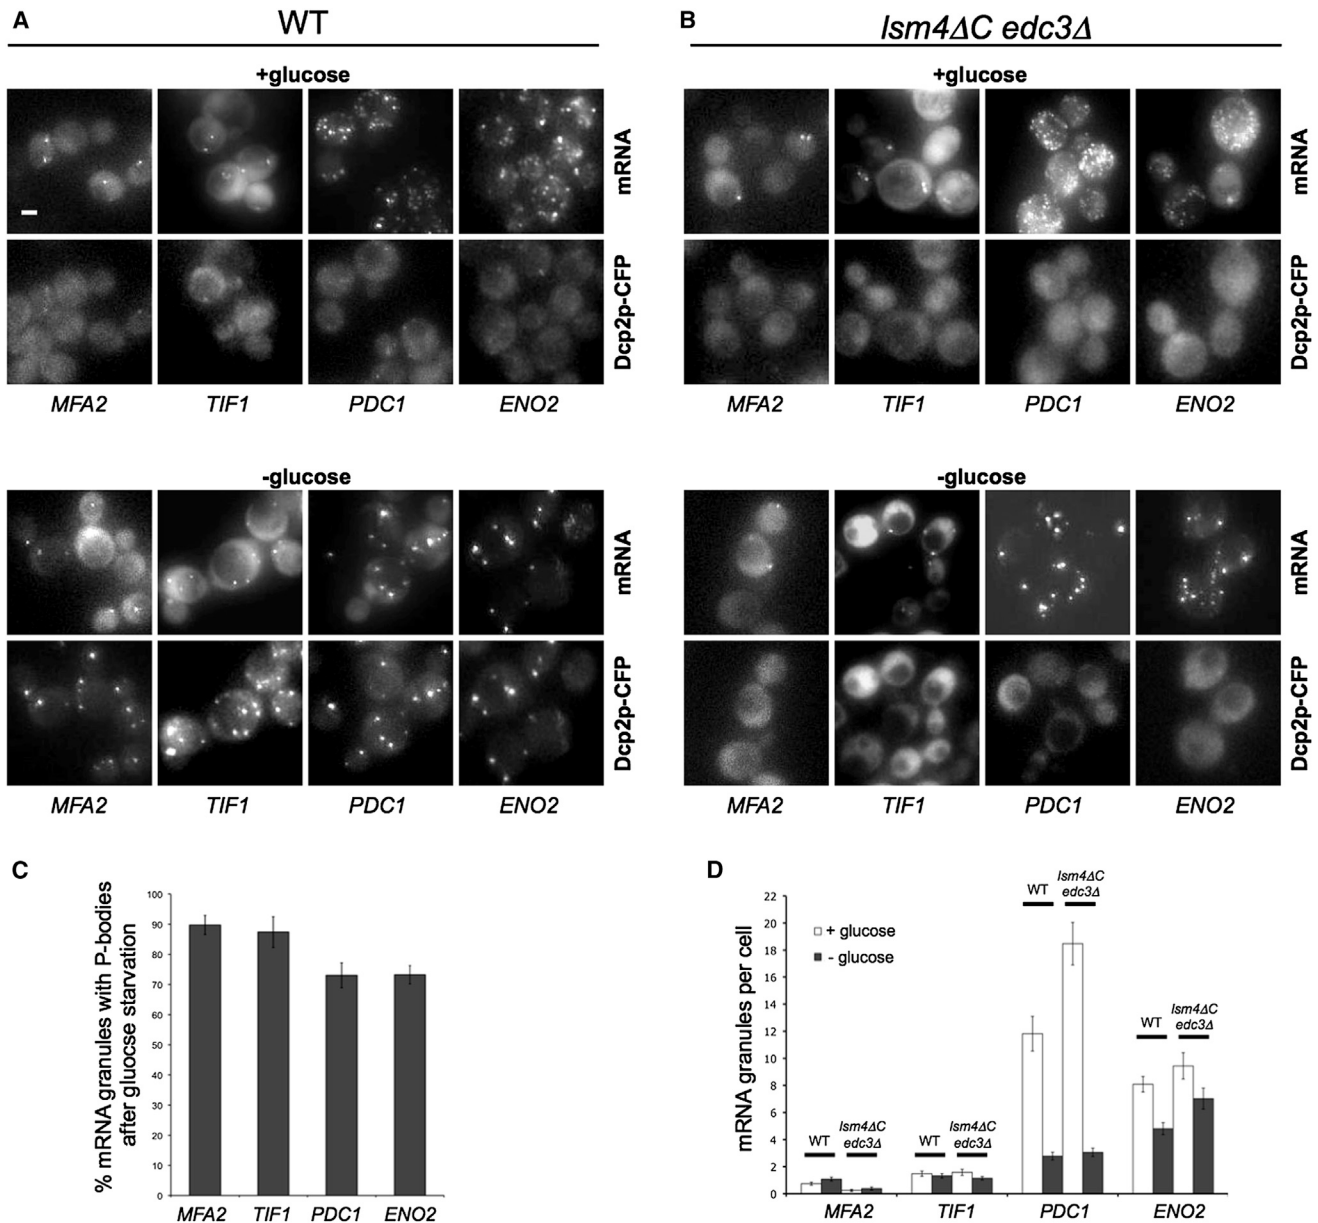 A
WT
+glucose
mRNA
Dcp2p-CFP
MFA2 TIF1 PDC1 ENO2
-glucose
mRNA
Dcp2p-CFP
MFA2 TIF1 PDC1 ENO2
B
lsm4ΔC edc3Δ
+glucose
mRNA
Dcp2p-CFP
MFA2 TIF1 PDC1 ENO2
-glucose
mRNA
Dcp2p-CFP
MFA2 TIF1 PDC1 ENO2
C
% mRNA granules with P-bodies
after gluocse starvation
100
90
80
70
60
50
40
30
20
10
0
MFA2 TIF1 PDC1 ENO2
D
mRNA granules per cell
22
20
18
16
14
12
10
8
6
4
2
0
+ glucose
- glucose
WT
lsm4ΔC
edc3Δ
WT
lsm4ΔC
edc3Δ
WT
lsm4ΔC
edc3Δ
WT
lsm4ΔC
edc3Δ
MFA2 TIF1 PDC1 ENO2